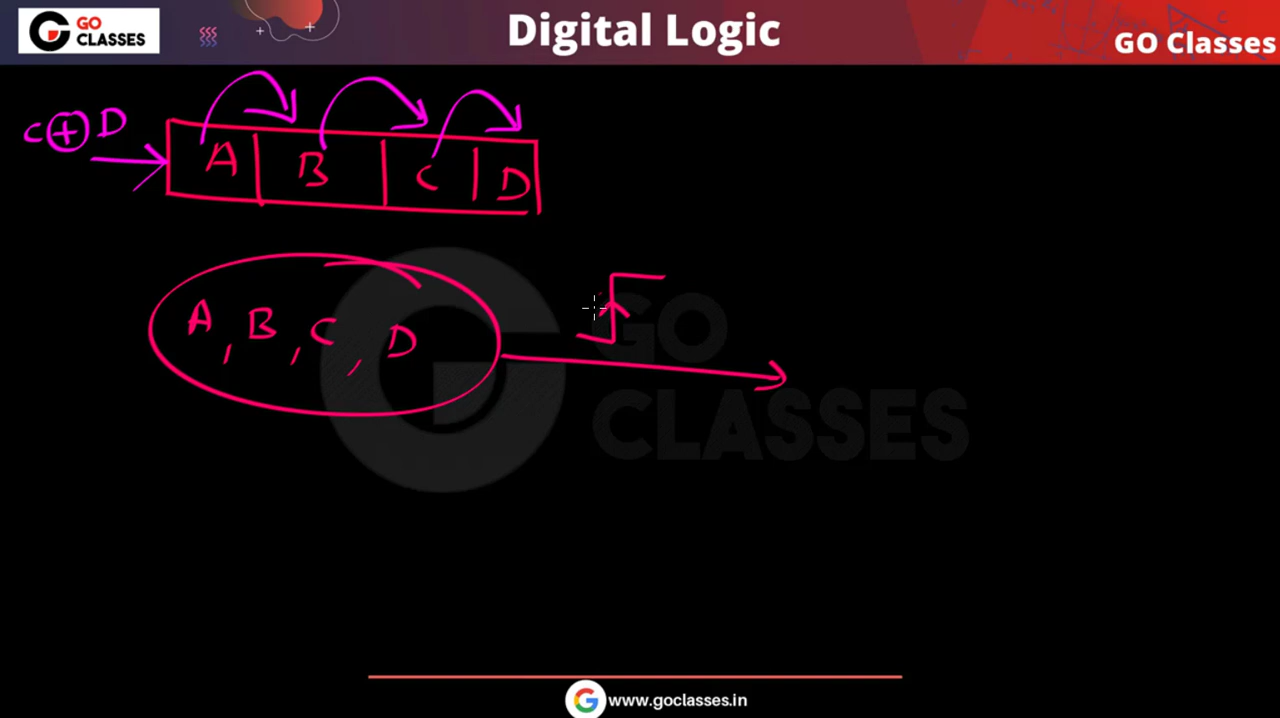 GO
CLASSES
Digital Logic
GO Classes
C ⊕ D
A B C D
A, B, C, D
GO
CLASSES
www.goclasses.in